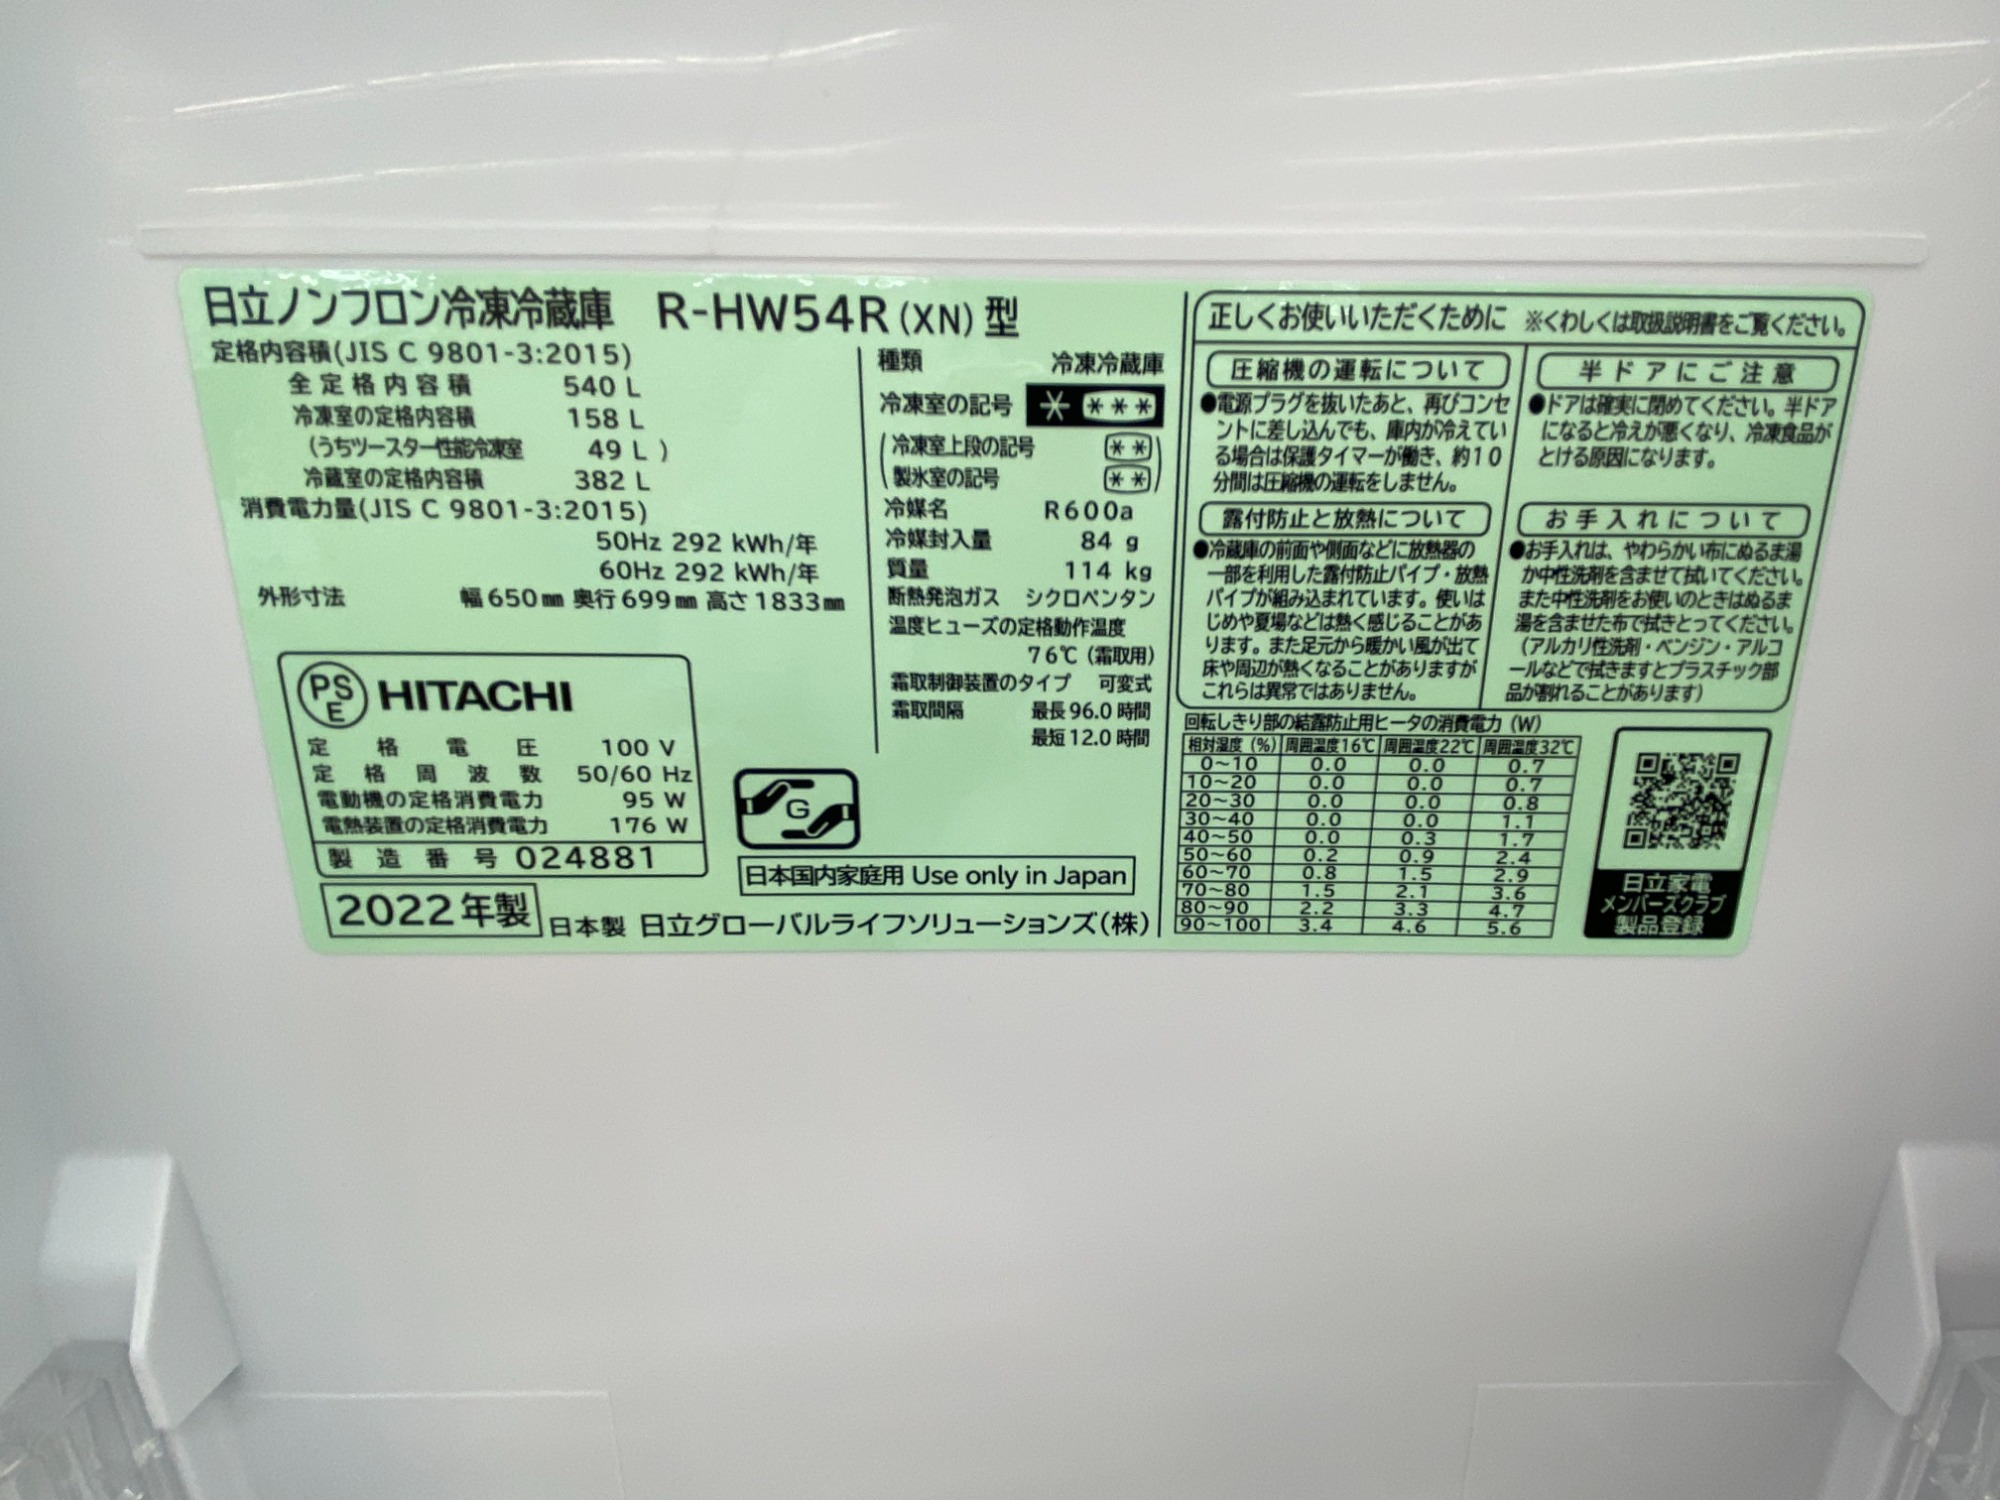 日立ノンフロン冷凍冷蔵庫 R-HW54R(XN)型
定格内容積(JIS C 9801-3:2015)
全定格内容積 540 L
冷凍室の定格内容積 158 L
(うちツースター性能冷凍室 49 L )
冷蔵室の定格内容積 382 L
消費電力量(JIS C 9801-3:2015)
50Hz 292 kWh/年
60Hz 292 kWh/年
外形寸法 幅650㎜ 奥行699㎜ 高さ1833㎜
PSE HITACHI
定格電圧 100 V
定格周波数 50/60 Hz
電動機の定格消費電力 95 W
電熱装置の定格消費電力 176 W
製造番号 024881
2022年製
日本製 日立グローバルライフソリューションズ(株)
種類 冷凍冷蔵庫
冷凍室の記号 * ***
(冷凍室上段の記号 **)
(製氷室の記号 **)
冷媒名 R600a
冷媒封入量 84 g
質量 114 kg
断熱発泡ガス シクロペンタン
温度ヒューズの定格動作温度
76℃(霜取用)
霜取制御装置のタイプ 可変式
霜取間隔 最長96.0時間
最短12.0時間
G
日本国内家庭用 Use only in Japan
正しくお使いいただくために ※くわしくは取扱説明書をご覧ください。
圧縮機の運転について
●電源プラグを抜いたあと、再びコンセ
ントに差し込んでも、庫内が冷えてい
る場合は保護タイマーが働き、約10
分間は圧縮機の運転をしません。
露付防止と放熱について
●冷蔵庫の前面や側面などに放熱器の
一部を利用した露付防止パイプ・放熱
パイプが組み込まれています。使いは
じめや夏場などは熱く感じることがあ
ります。また足元から暖かい風が出て
床や周辺が熱くなることがありますが
これらは異常ではありません。
半ドアにご注意
●ドアは確実に閉めてください。半ドア
になると冷えが悪くなり、冷凍食品が
とける原因になります。
お手入れについて
●お手入れは、やわらかい布にぬるま湯
か中性洗剤を含ませて拭いてください。
また中性洗剤をお使いのときはぬるま
湯を含ませた布で拭きとってください。
(アルカリ性洗剤・ベンジン・アルコ
ールなどで拭きますとプラスチック部
品が割れることがあります)
回転しきり部の結露防止用ヒータの消費電力(W)
相対湿度(%) 周囲温度16℃ 周囲温度22℃ 周囲温度32℃
0~10 0.0 0.0 0.7
10~20 0.0 0.0 0.7
20~30 0.0 0.0 0.8
30~40 0.0 0.0 1.1
40~50 0.0 0.3 1.7
50~60 0.2 0.9 2.4
60~70 0.8 1.5 2.9
70~80 1.5 2.1 3.6
80~90 2.2 3.3 4.7
90~100 3.4 4.6 5.6
日立家電
メンバーズクラブ
製品登録